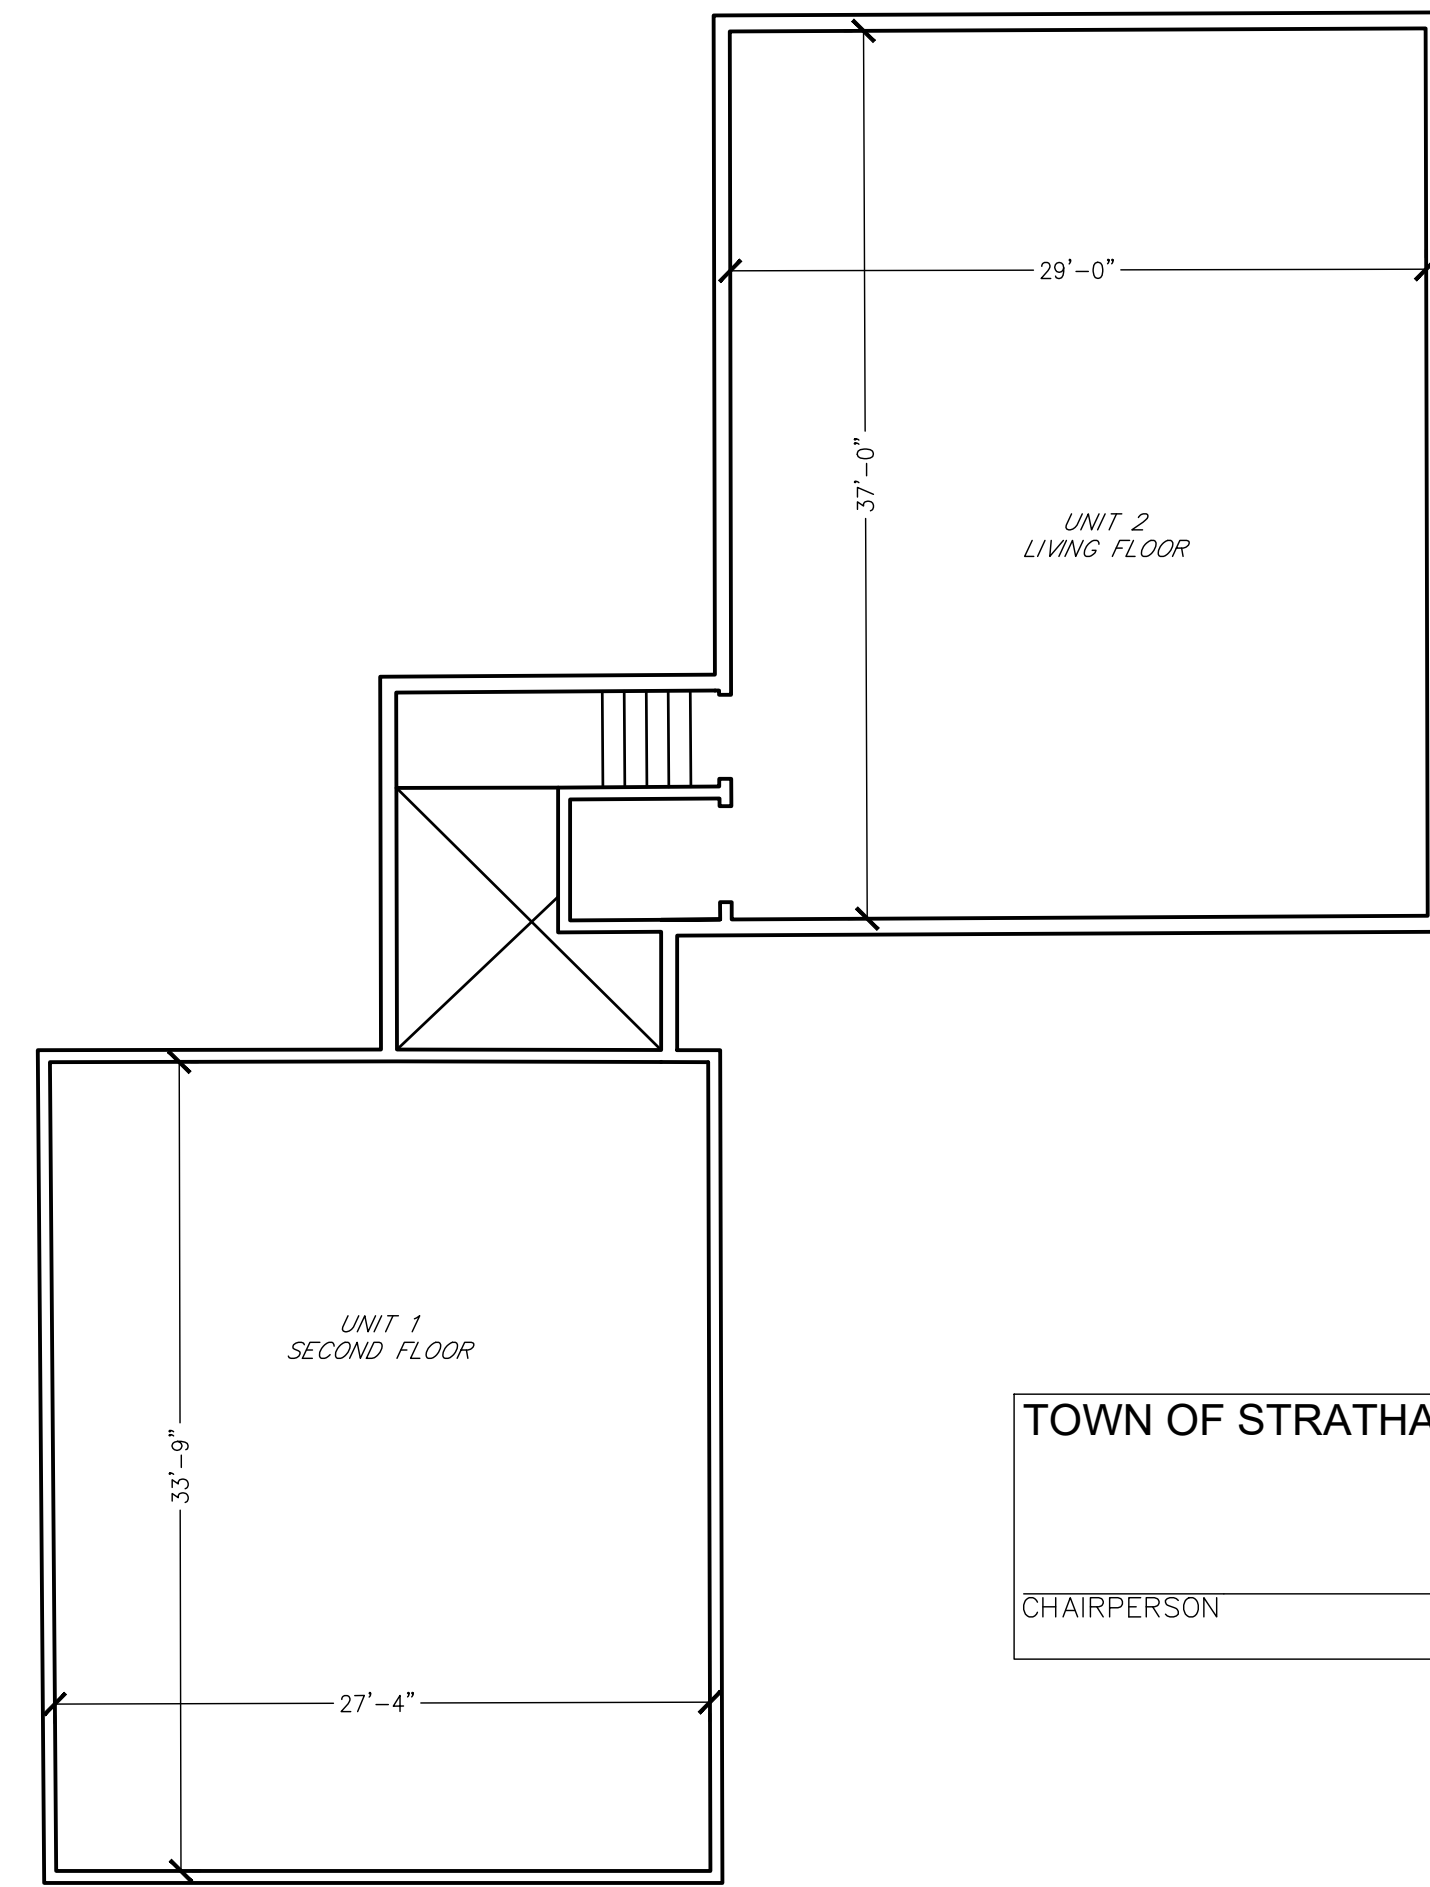 29'-0"
37'-0"
UNIT 2
LIVING FLOOR
UNIT 1
SECOND FLOOR
33'-9"
27'-4"
TOWN OF STRATHA
CHAIRPERSON